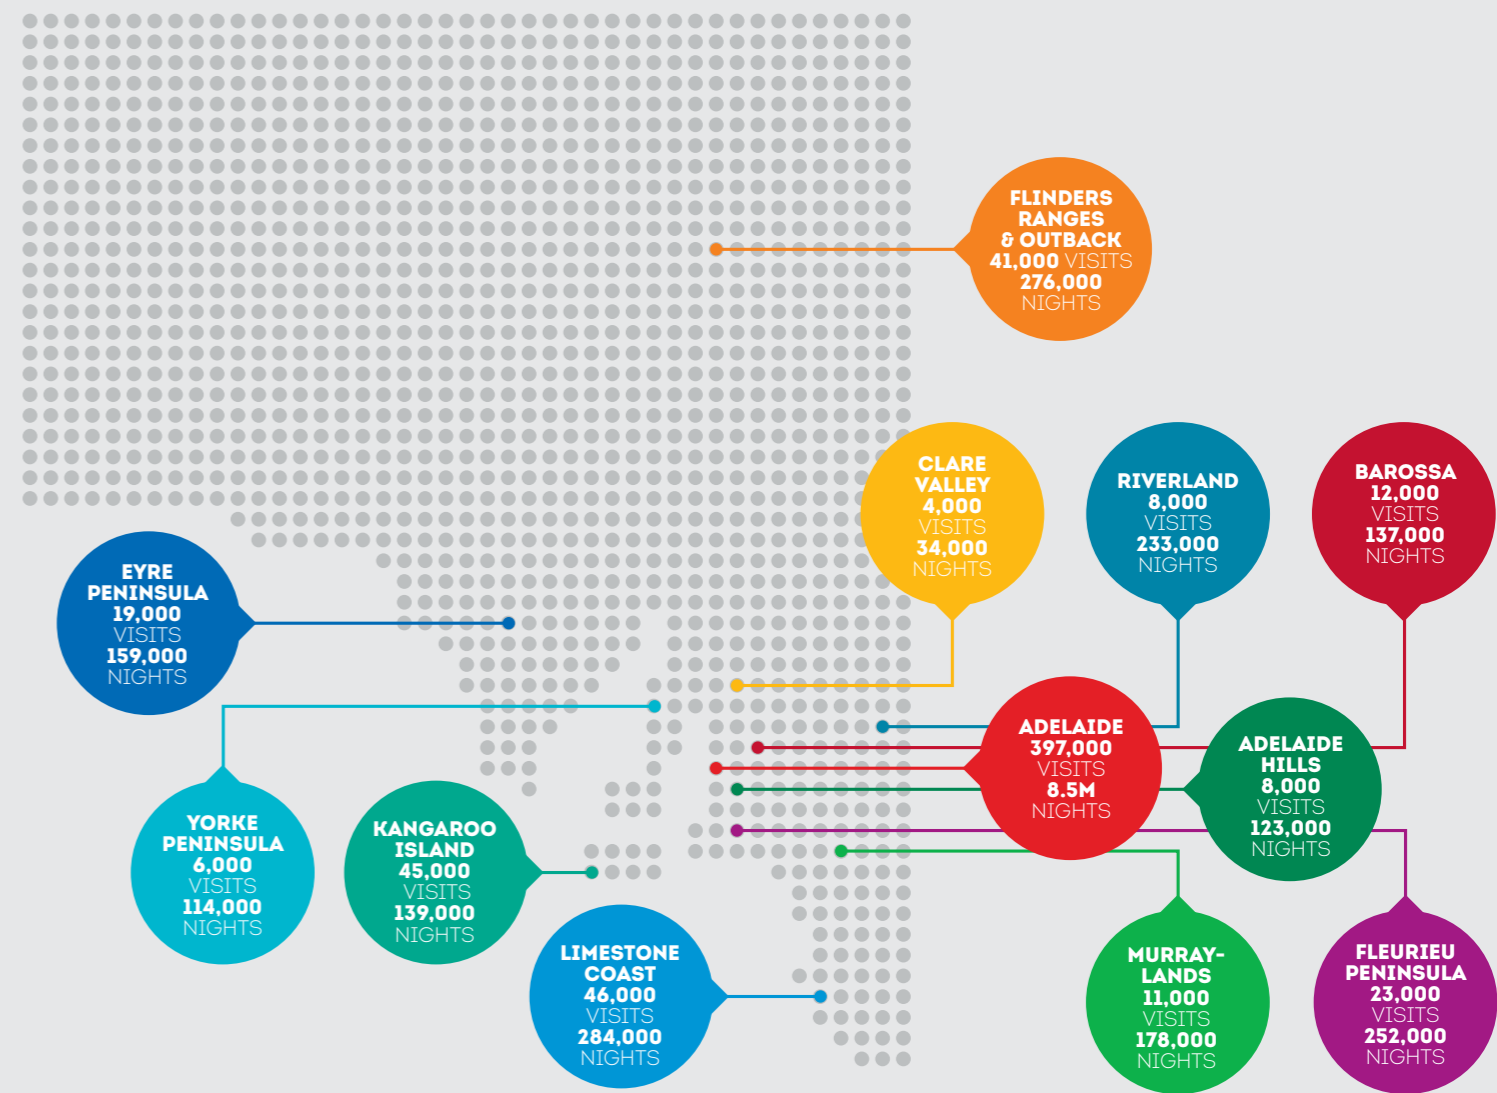 FLINDERS
RANGES
& OUTBACK
41,000 VISITS
276,000
NIGHTS
CLARE
VALLEY
4,000
VISITS
34,000
NIGHTS
RIVERLAND
8,000
VISITS
233,000
NIGHTS
BAROSSA
12,000
VISITS
137,000
NIGHTS
EYRE
PENINSULA
19,000
VISITS
159,000
NIGHTS
ADELAIDE
397,000
VISITS
8.5M
NIGHTS
ADELAIDE
HILLS
8,000
VISITS
123,000
NIGHTS
YORKE
PENINSULA
6,000
VISITS
114,000
NIGHTS
KANGAROO
ISLAND
45,000
VISITS
139,000
NIGHTS
LIMESTONE
COAST
46,000
VISITS
284,000
NIGHTS
MURRAY-
LANDS
11,000
VISITS
178,000
NIGHTS
FLEURIEU
PENINSULA
23,000
VISITS
252,000
NIGHTS